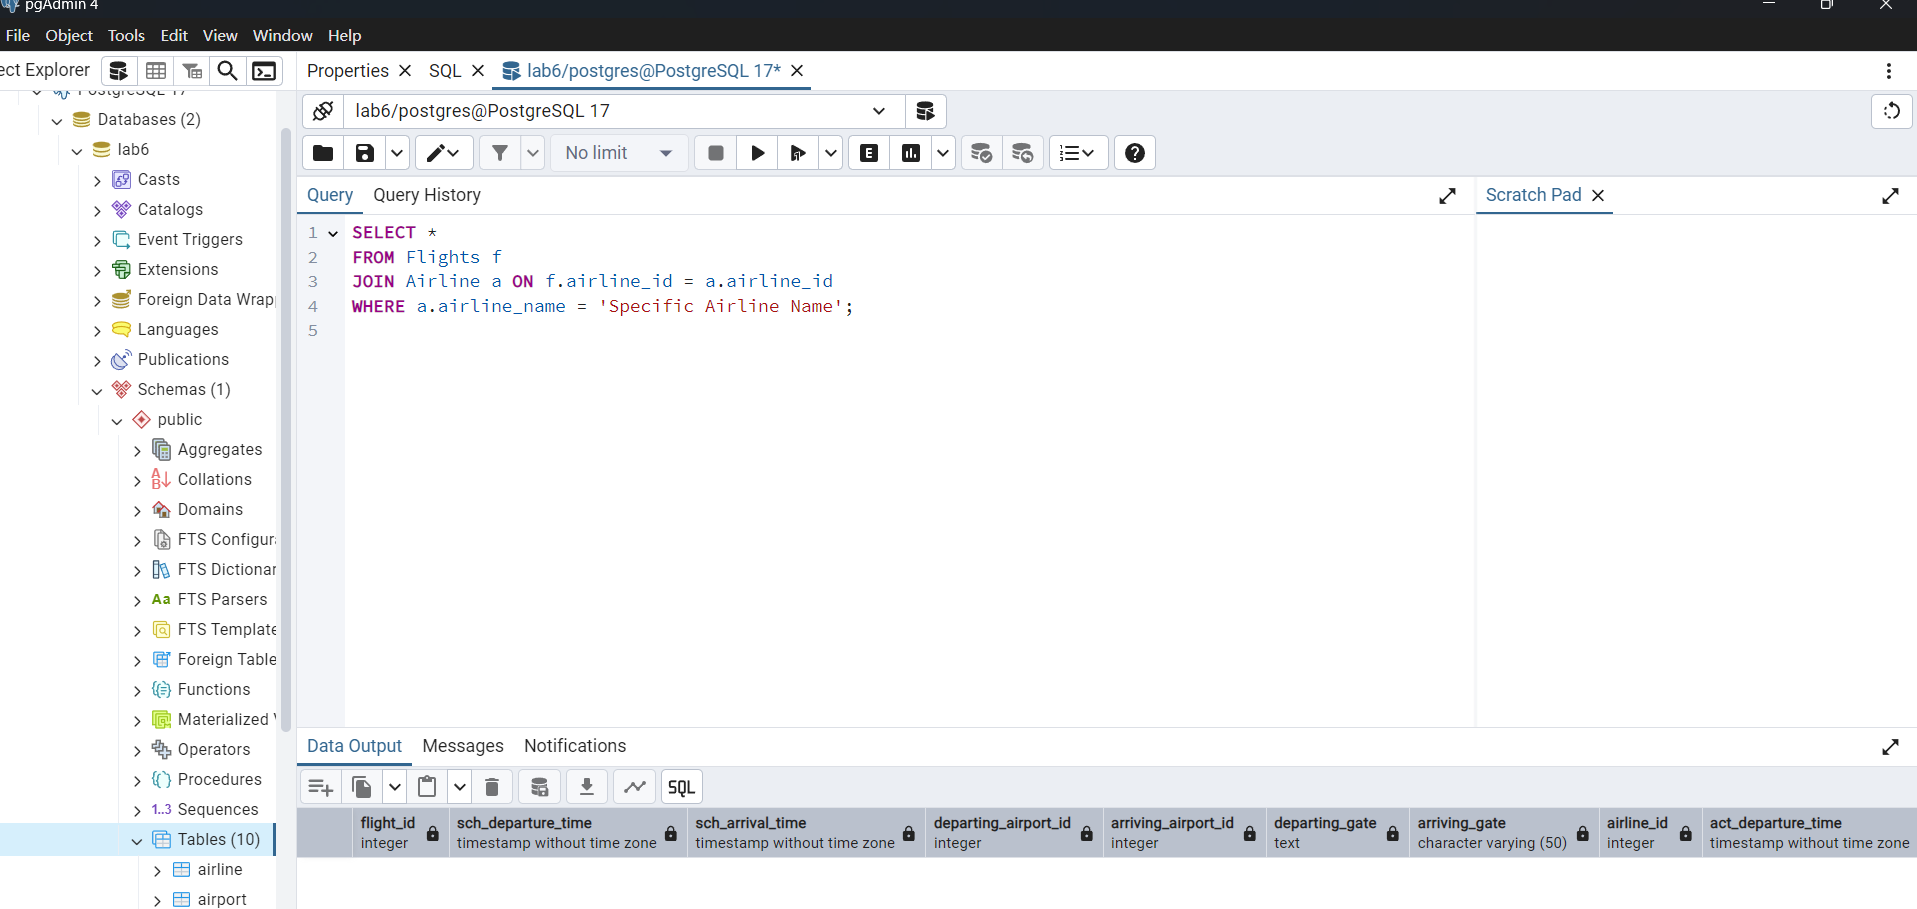 pgAdmin 4
File Object Tools Edit View Window Help
ect Explorer
Properties SQL lab6/postgres@PostgreSQL 17*
PostgreSQL 17
Databases (2)
lab6
Casts
Catalogs
Event Triggers
Extensions
Foreign Data Wrap
Languages
Publications
Schemas (1)
public
Aggregates
Collations
Domains
FTS Configur
FTS Dictionar
Aa FTS Parsers
FTS Template
Foreign Table
Functions
Materialized V
Operators
Procedures
1..3 Sequences
Tables (10)
airline
airport
lab6/postgres@PostgreSQL 17
No limit
Query Query History
Scratch Pad
1 SELECT *
2 FROM Flights f
3 JOIN Airline a ON f.airline_id = a.airline_id
4 WHERE a.airline_name = 'Specific Airline Name';
5
Data Output Messages Notifications
SQL
flight_id sch_departure_time sch_arrival_time departing_airport_id arriving_airport_id departing_gate arriving_gate airline_id act_departure_time
integer timestamp without time zone timestamp without time zone integer integer text character varying (50) integer timestamp without time zone